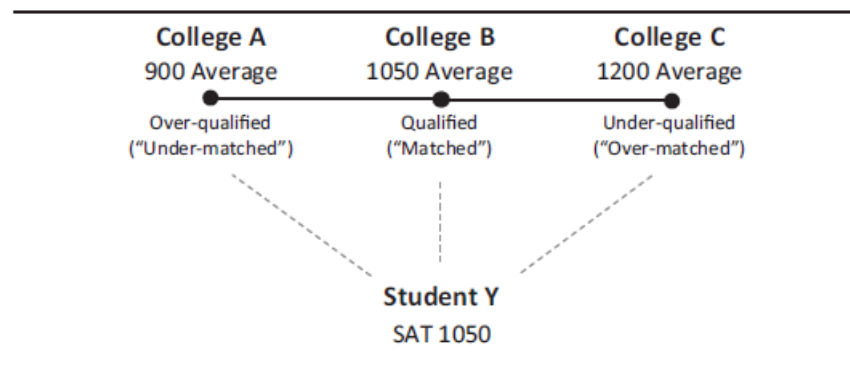 College A
900 Average
Over-qualified
(“Under-matched”)
College B
1050 Average
Qualified
(“Matched”)
College C
1200 Average
Under-qualified
(“Over-matched”)
Student Y
SAT 1050